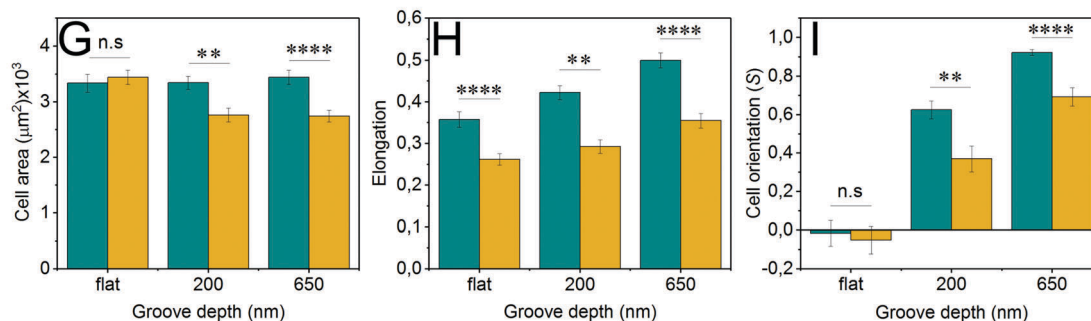 G
n.s
**
****
Cell area (μm²)x10³
4
3
2
1
0
flat
200
650
Groove depth (nm)
H
****
**
****
Elongation
0,6
0,5
0,4
0,3
0,2
0,1
0,0
flat
200
650
Groove depth (nm)
I
n.s
**
****
Cell orientation (S)
1,0
0,8
0,6
0,4
0,2
0,0
-0,2
flat
200
650
Groove depth (nm)